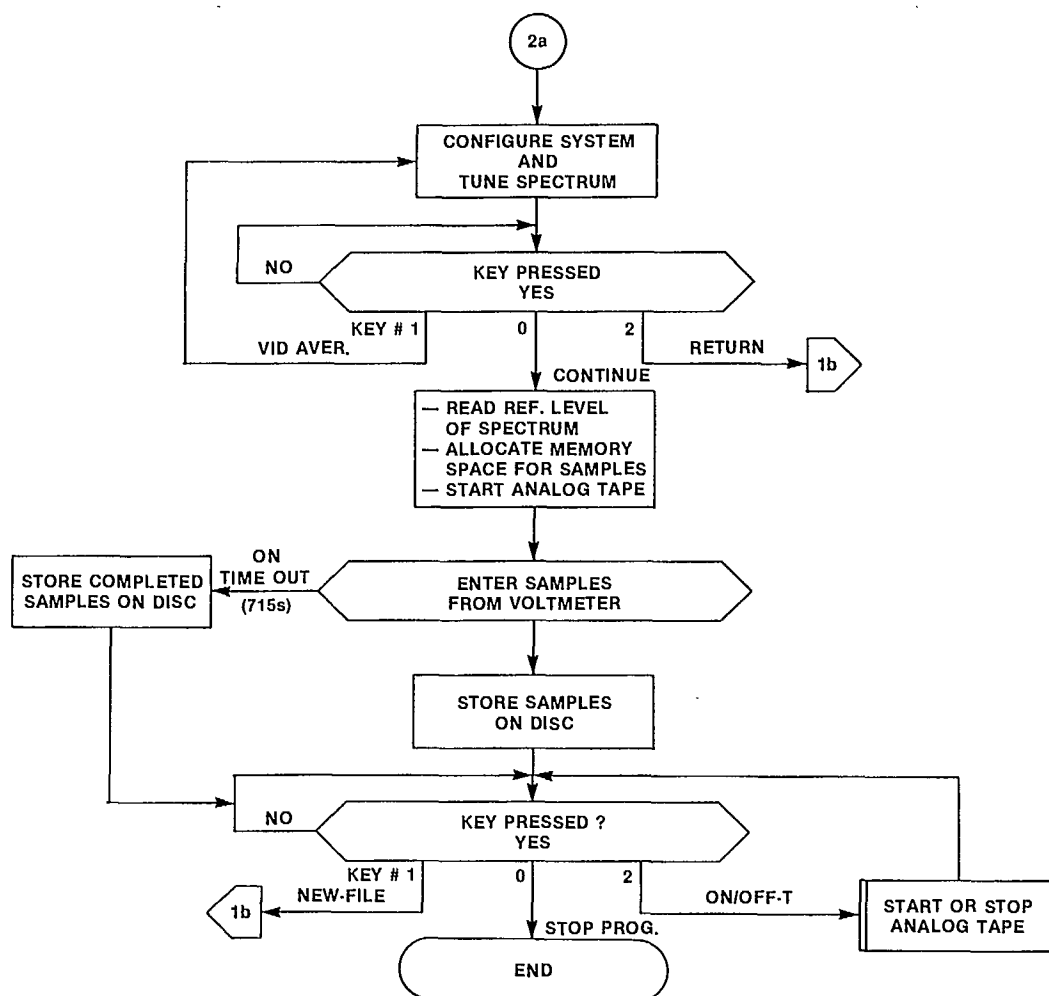 2a
CONFIGURE SYSTEM
AND
TUNE SPECTRUM
NO
KEY PRESSED
YES
KEY # 1
0
2
VID AVER.
RETURN
1b
CONTINUE
— READ REF. LEVEL
OF SPECTRUM
— ALLOCATE MEMORY
SPACE FOR SAMPLES
— START ANALOG TAPE
ON
TIME OUT
(715s)
STORE COMPLETED
SAMPLES ON DISC
ENTER SAMPLES
FROM VOLTMETER
STORE SAMPLES
ON DISC
NO
KEY PRESSED ?
YES
KEY # 1
0
2
NEW-FILE
1b
ON/OFF-T
START OR STOP
ANALOG TAPE
STOP PROG.
END